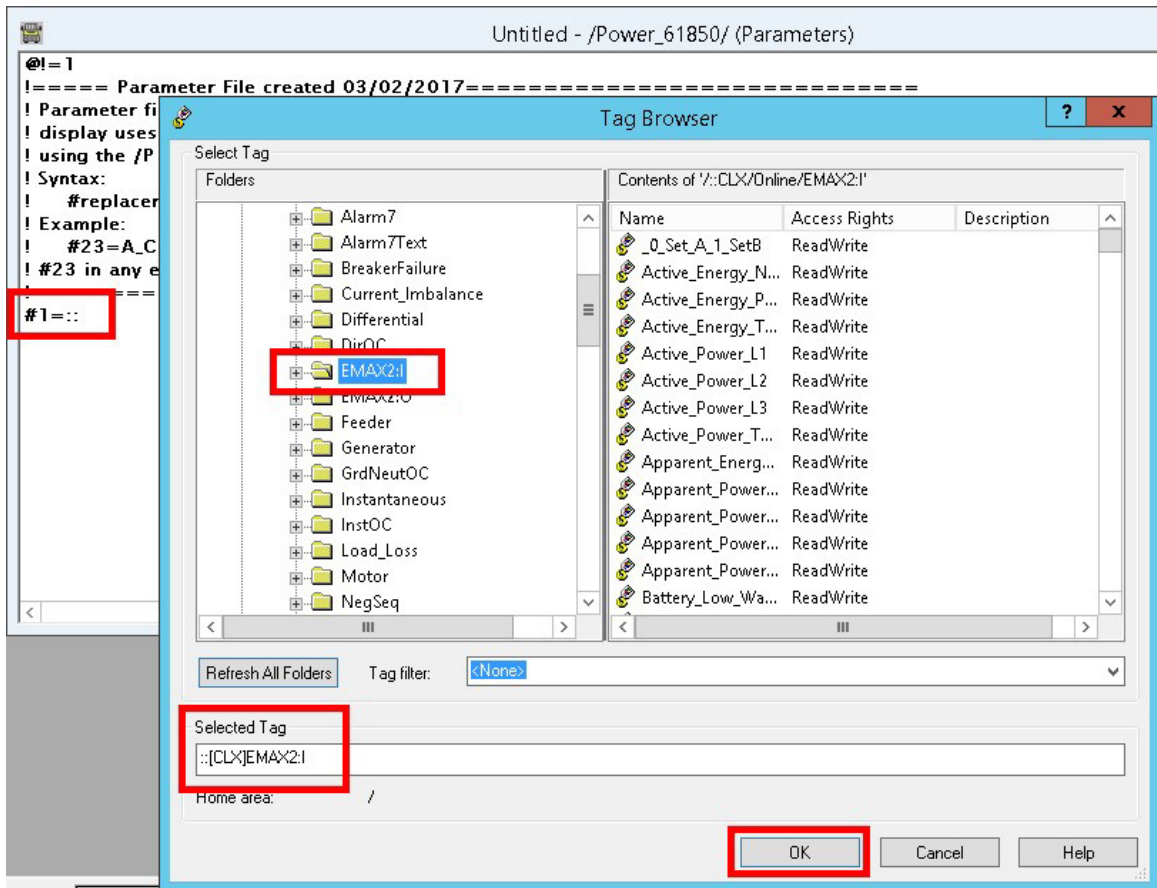 Untitled - /Power_61850/ (Parameters)
@!=1
!===== Parameter File created 03/02/2017=============================
! Parameter fi
! display uses
! using the /P
! Syntax:
! #replacer
! Example:
! #23=A_C
! #23 in any e
#1=::
Tag Browser
? X
Select Tag
Folders
Alarm7
Alarm7Text
BreakerFailure
Current_Imbalance
Differential
DirOC
EMAX2:I
EMAX2:O
Feeder
Generator
GrdNeutOC
Instantaneous
InstOC
Load_Loss
Motor
NegSeq
Contents of '/::CLX/Online/EMAX2:I'
Name Access Rights Description
_0_Set_A_1_SetB ReadWrite
Active_Energy_N... ReadWrite
Active_Energy_P... ReadWrite
Active_Energy_T... ReadWrite
Active_Power_L1 ReadWrite
Active_Power_L2 ReadWrite
Active_Power_L3 ReadWrite
Active_Power_T... ReadWrite
Apparent_Energ... ReadWrite
Apparent_Power... ReadWrite
Apparent_Power... ReadWrite
Apparent_Power... ReadWrite
Apparent_Power... ReadWrite
Battery_Low_Wa... ReadWrite
Refresh All Folders Tag filter: <None>
Selected Tag
::[CLX]EMAX2:I
Home area: /
OK Cancel Help